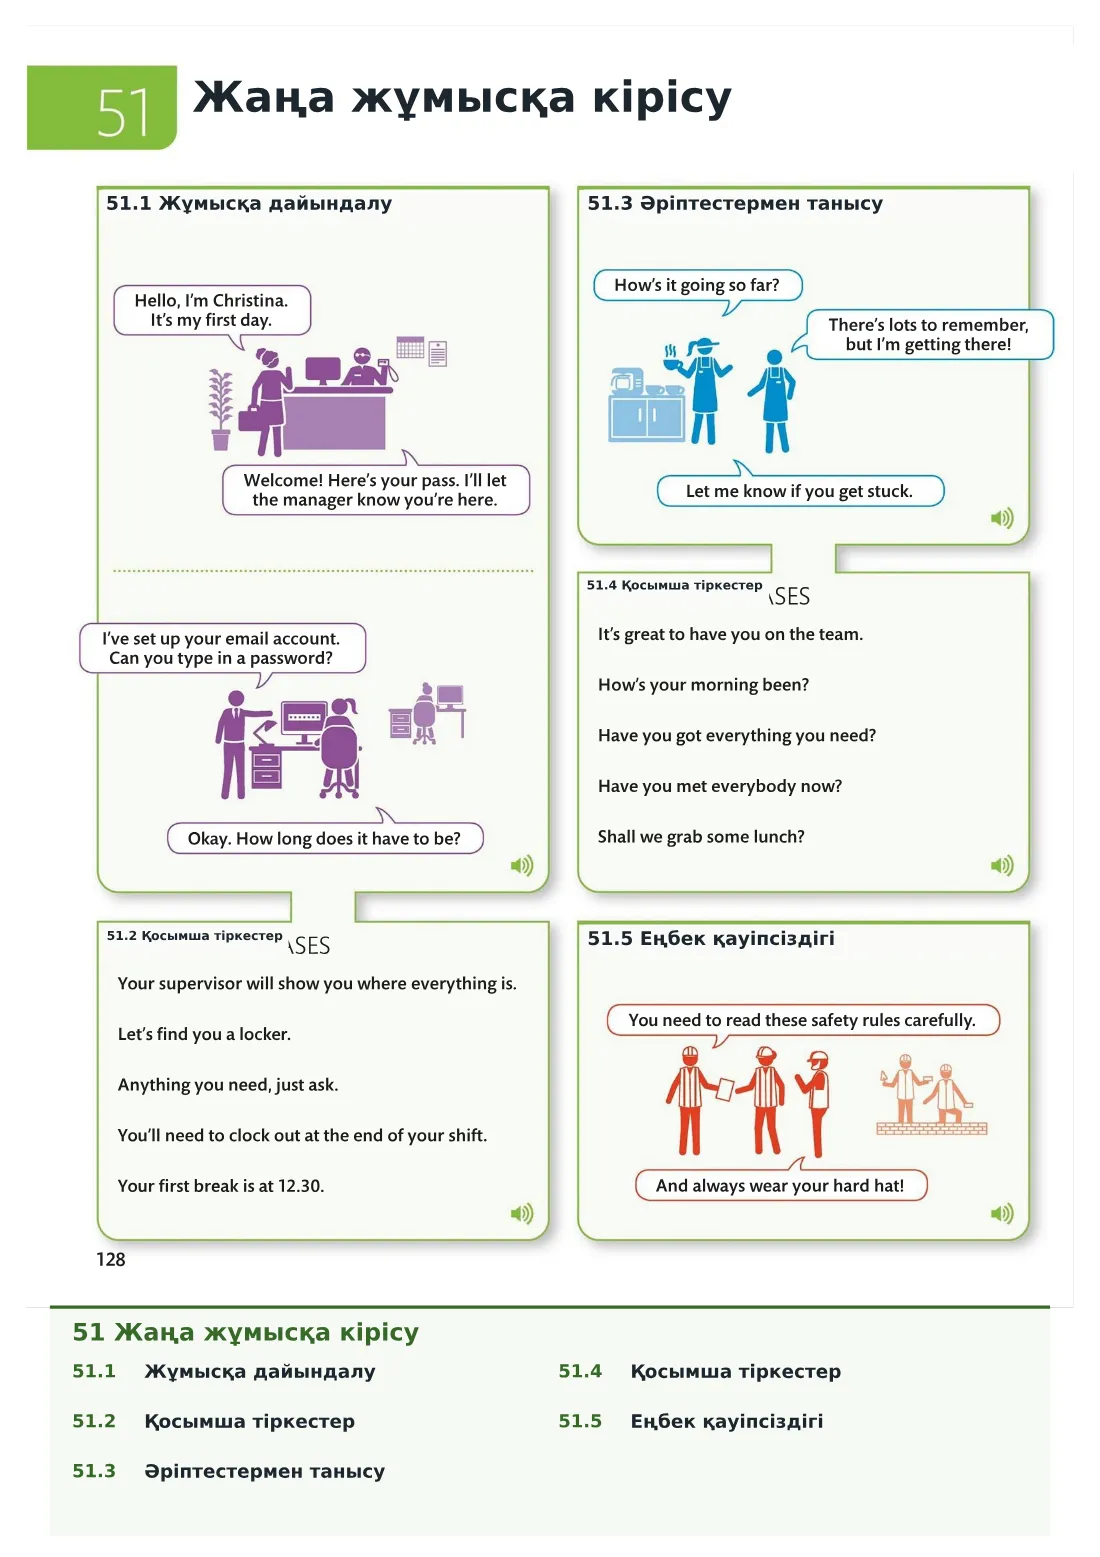 51
Жаңа жұмысқа кірісу
51.1 Жұмысқа дайындалу
Hello, I'm Christina.
It's my first day.
Welcome! Here's your pass. I'll let
the manager know you're here.
I've set up your email account.
Can you type in a password?
Okay. How long does it have to be?
51.2 Қосымша тіркестер
ASES
Your supervisor will show you where everything is.
Let's find you a locker.
Anything you need, just ask.
You'll need to clock out at the end of your shift.
Your first break is at 12.30.
51.3 Әріптестермен танысу
How's it going so far?
There's lots to remember,
but I'm getting there!
Let me know if you get stuck.
51.4 Қосымша тіркестер
ASES
It's great to have you on the team.
How's your morning been?
Have you got everything you need?
Have you met everybody now?
Shall we grab some lunch?
51.5 Еңбек қауіпсіздігі
You need to read these safety rules carefully.
And always wear your hard hat!
128
51 Жаңа жұмысқа кірісу
51.1 Жұмысқа дайындалу
51.2 Қосымша тіркестер
51.3 Әріптестермен танысу
51.4 Қосымша тіркестер
51.5 Еңбек қауіпсіздігі